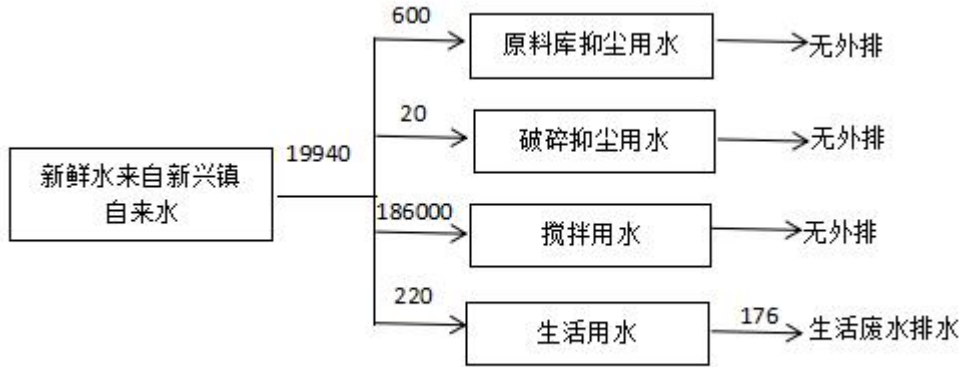 600
原料库抑尘用水
无外排
20
破碎抑尘用水
无外排
19940
新鲜水来自新兴镇
自来水
186000
搅拌用水
无外排
220
生活用水
176
生活废水排水